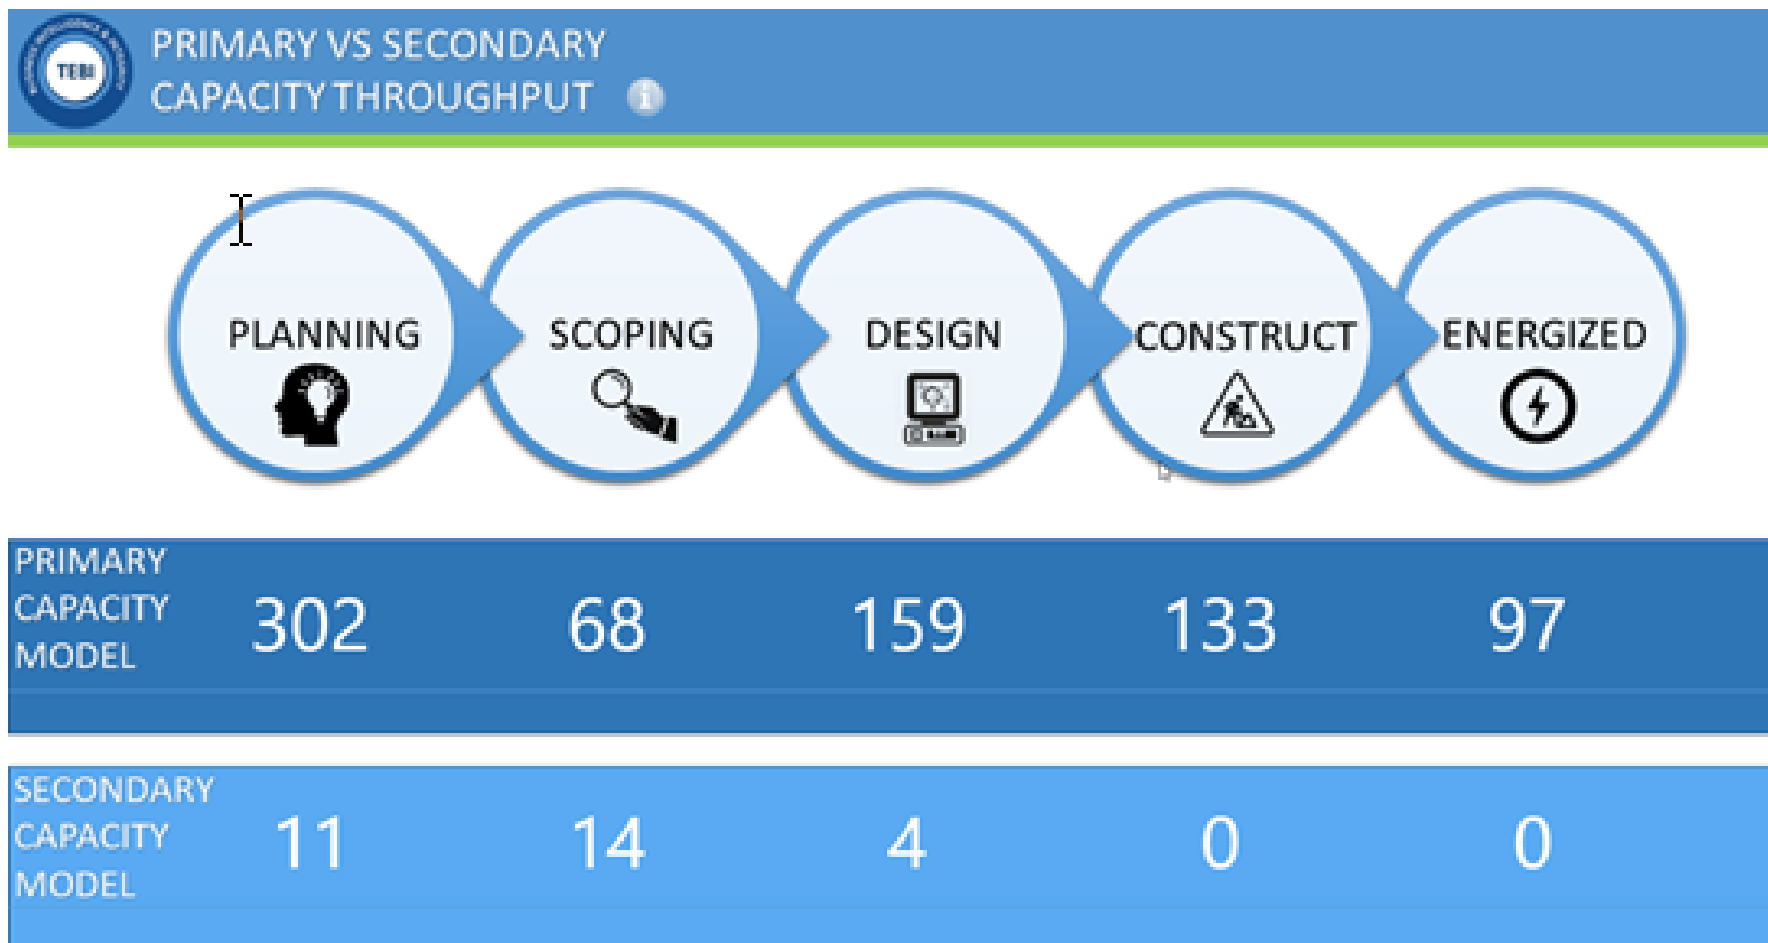 PRIMARY VS SECONDARY
CAPACITY THROUGHPUT
TEBI
PLANNING
SCOPING
DESIGN
CONSTRUCT
ENERGIZED
PRIMARY
CAPACITY
MODEL
302
68
159
133
97
SECONDARY
CAPACITY
MODEL
11
14
4
0
0